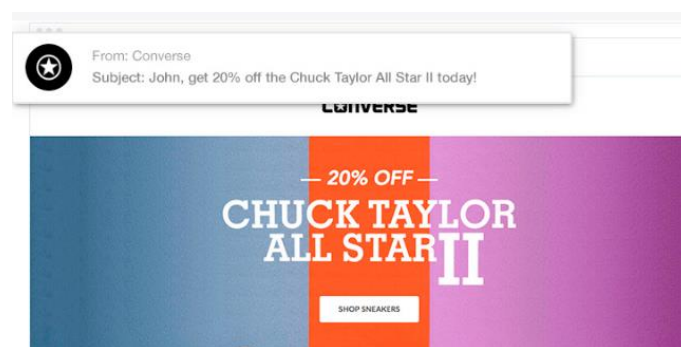 From: Converse
Subject: John, get 20% off the Chuck Taylor All Star II today!
CONVERSE
— 20% OFF —
CHUCK TAYLOR
ALL STAR II
SHOP SNEAKERS